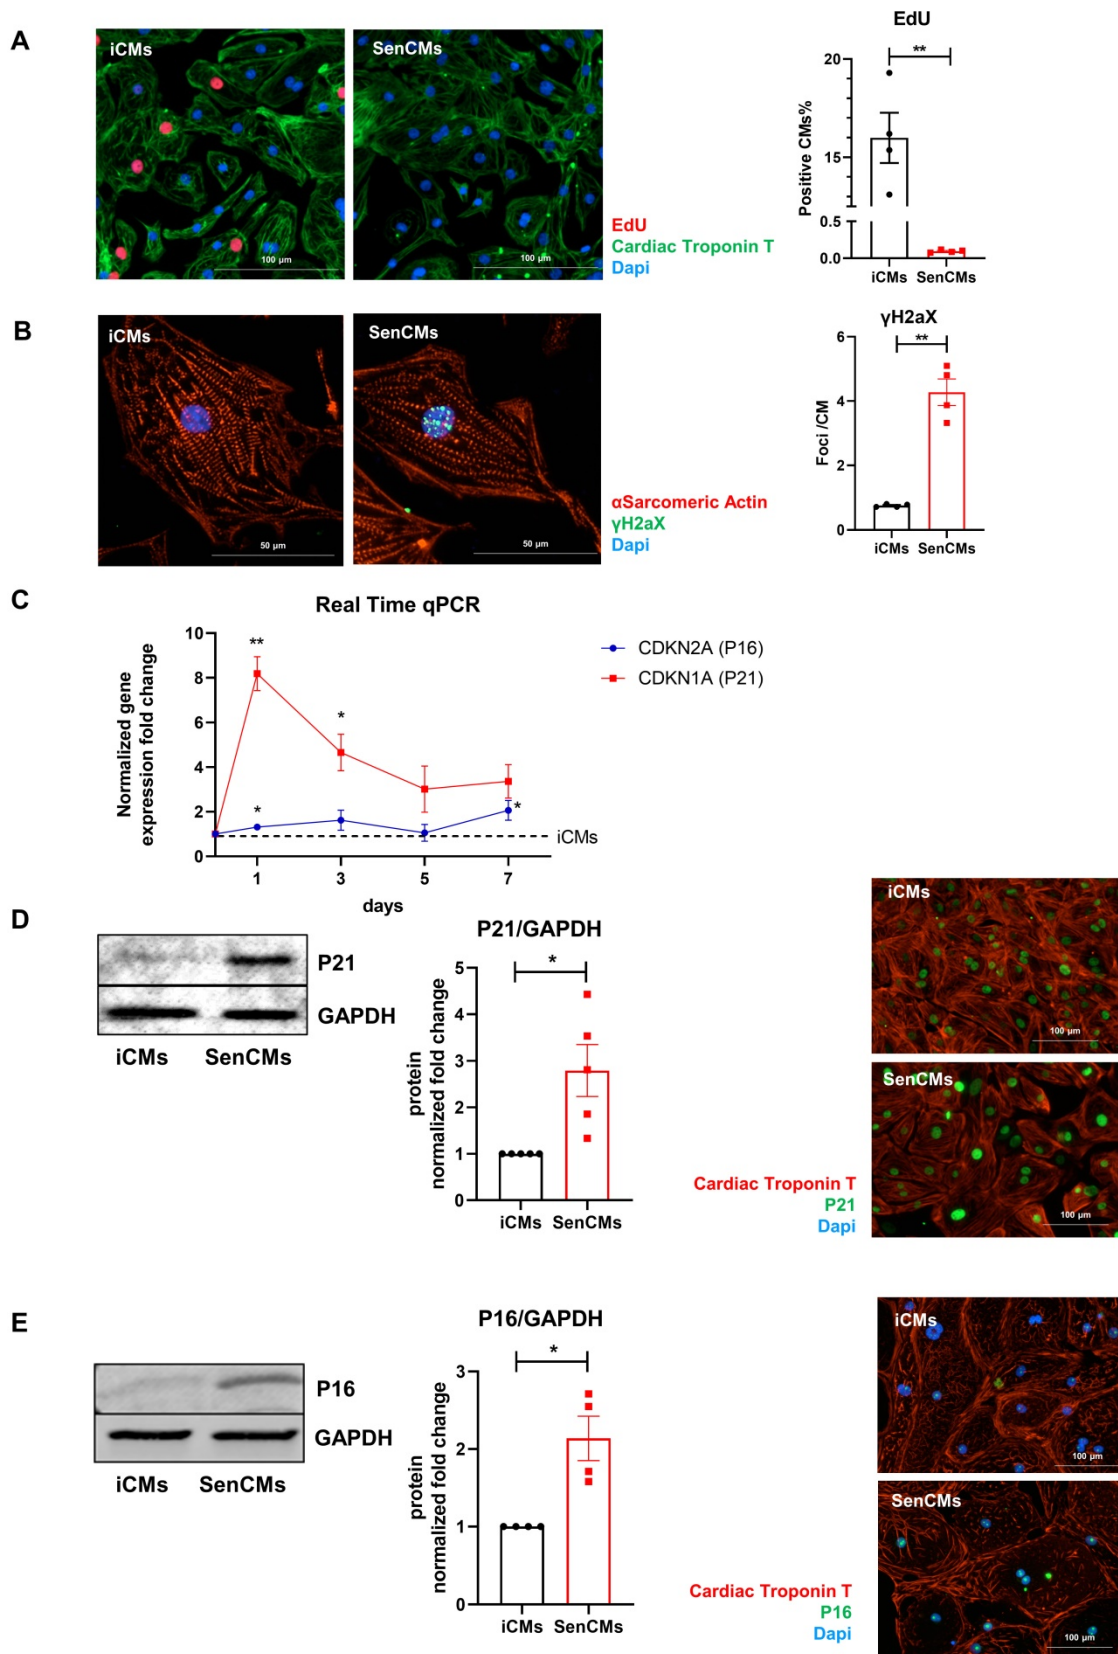 A
iCMs
SenCMs
100 µm
100 µm
EdU
Cardiac Troponin T
Dapi
EdU
**
Positive CMs%
20
15
0.5
0.0
iCMs
SenCMs
B
iCMs
SenCMs
50 µm
50 µm
αSarcomeric Actin
γH2aX
Dapi
γH2aX
**
Foci /CM
6
4
2
0
iCMs
SenCMs
C
Real Time qPCR
Normalized gene
expression fold change
10
8
6
4
2
0
**
*
*
*
iCMs
1
3
5
7
days
CDKN2A (P16)
CDKN1A (P21)
D
P21
GAPDH
iCMs
SenCMs
P21/GAPDH
*
protein
normalized fold change
5
4
3
2
1
0
iCMs
SenCMs
Cardiac Troponin T
P21
Dapi
iCMs
100 µm
SenCMs
100 µm
E
P16
GAPDH
iCMs
SenCMs
P16/GAPDH
*
protein
normalized fold change
3
2
1
0
iCMs
SenCMs
Cardiac Troponin T
P16
Dapi
iCMs
100 µm
SenCMs
100 µm